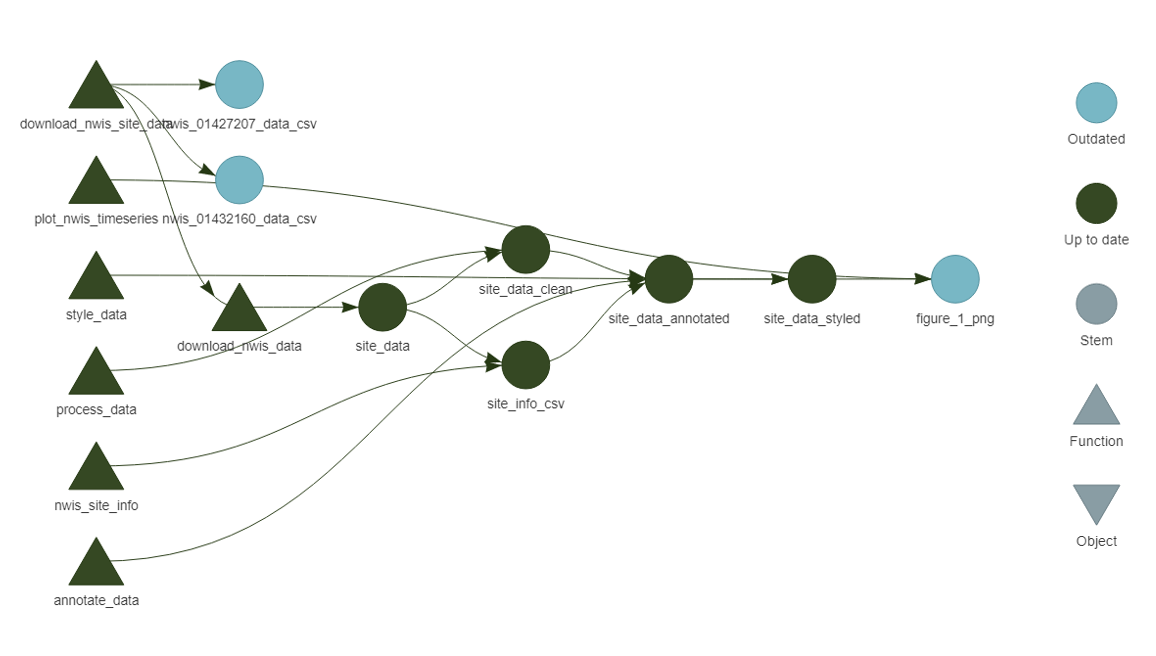 download_nwis_site_data
nwis_01427207_data_csv
Outdated
plot_nwis_timeseries
nwis_01432160_data_csv
Up to date
site_data_clean
style_data
site_data_annotated
site_data_styled
figure_1_png
download_nwis_data
site_data
Stem
process_data
site_info_csv
Function
nwis_site_info
Object
annotate_data